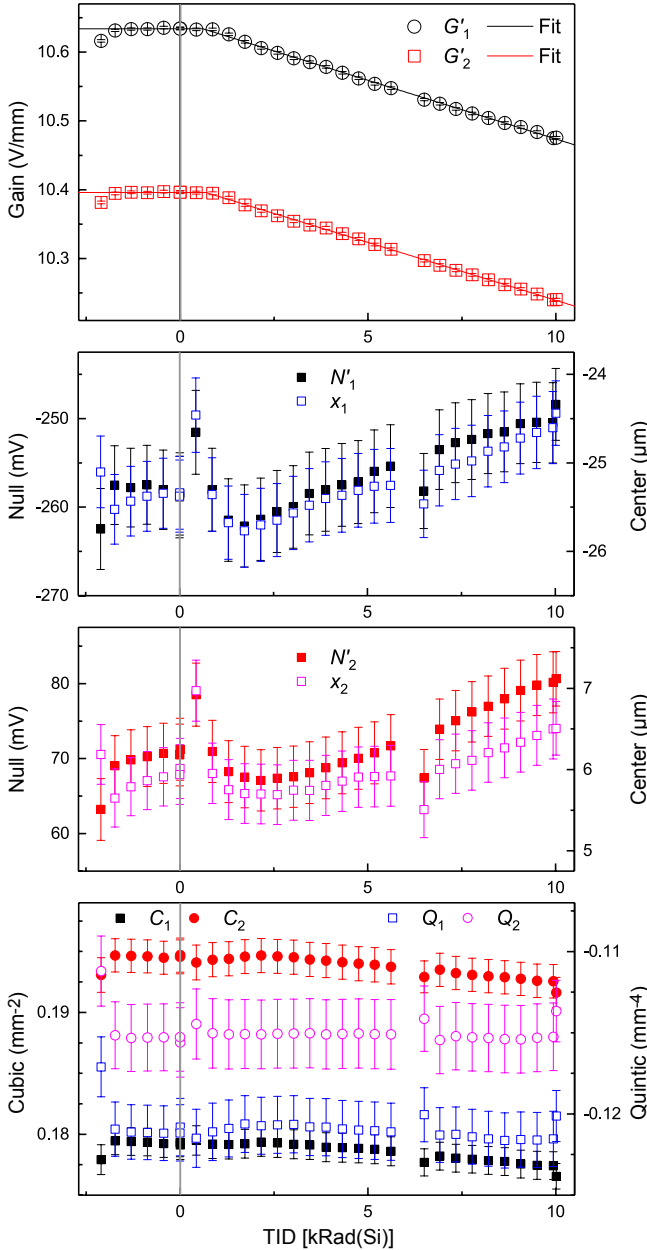 G'1 Fit
G'2 Fit
Gain (V/mm)
10.6
10.5
10.4
10.3
0 5 10
N'1
x1
Null (mV)
-250
-260
-270
-24
-25
-26
Center (μm)
0 5 10
N'2
x2
Null (mV)
80
70
60
7
6
5
Center (μm)
0 5 10
C1 C2 Q1 Q2
Cubic (mm-2)
0.19
0.18
-0.11
-0.12
Quintic (mm-4)
0 5 10
TID [kRad(Si)]